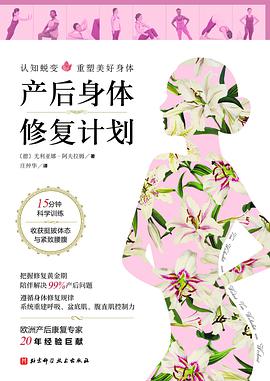 认知蜕变 重塑美好身体
产后身体
修复计划
〔德〕尤利亚娜·阿夫拉姆◎著
庄仲华◎译
15分钟
科学训练
收获挺拔体态
与紧致腰腹
把握修复黄金期
陪伴解决99%产后问题
遵循身体修复规律
系统重建呼吸、盆底肌、腹直肌控制力
欧洲产后康复专家
20年经验巨献
北京科学技术出版社